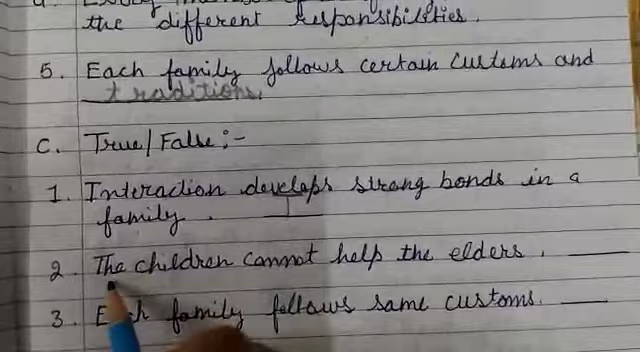 the different responsibilities.
5. Each family follows certain customs and
traditions.
C. True/False :-
1. Interaction develops strong bonds in a
family. T
2. The children cannot help the elders.
3. Each family follows same customs.